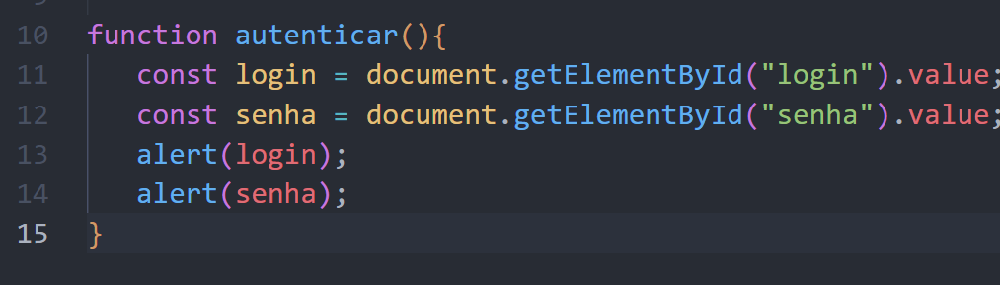 10 function autenticar(){
11 const login = document.getElementById("login").value;
12 const senha = document.getElementById("senha").value;
13 alert(login);
14 alert(senha);
15 }